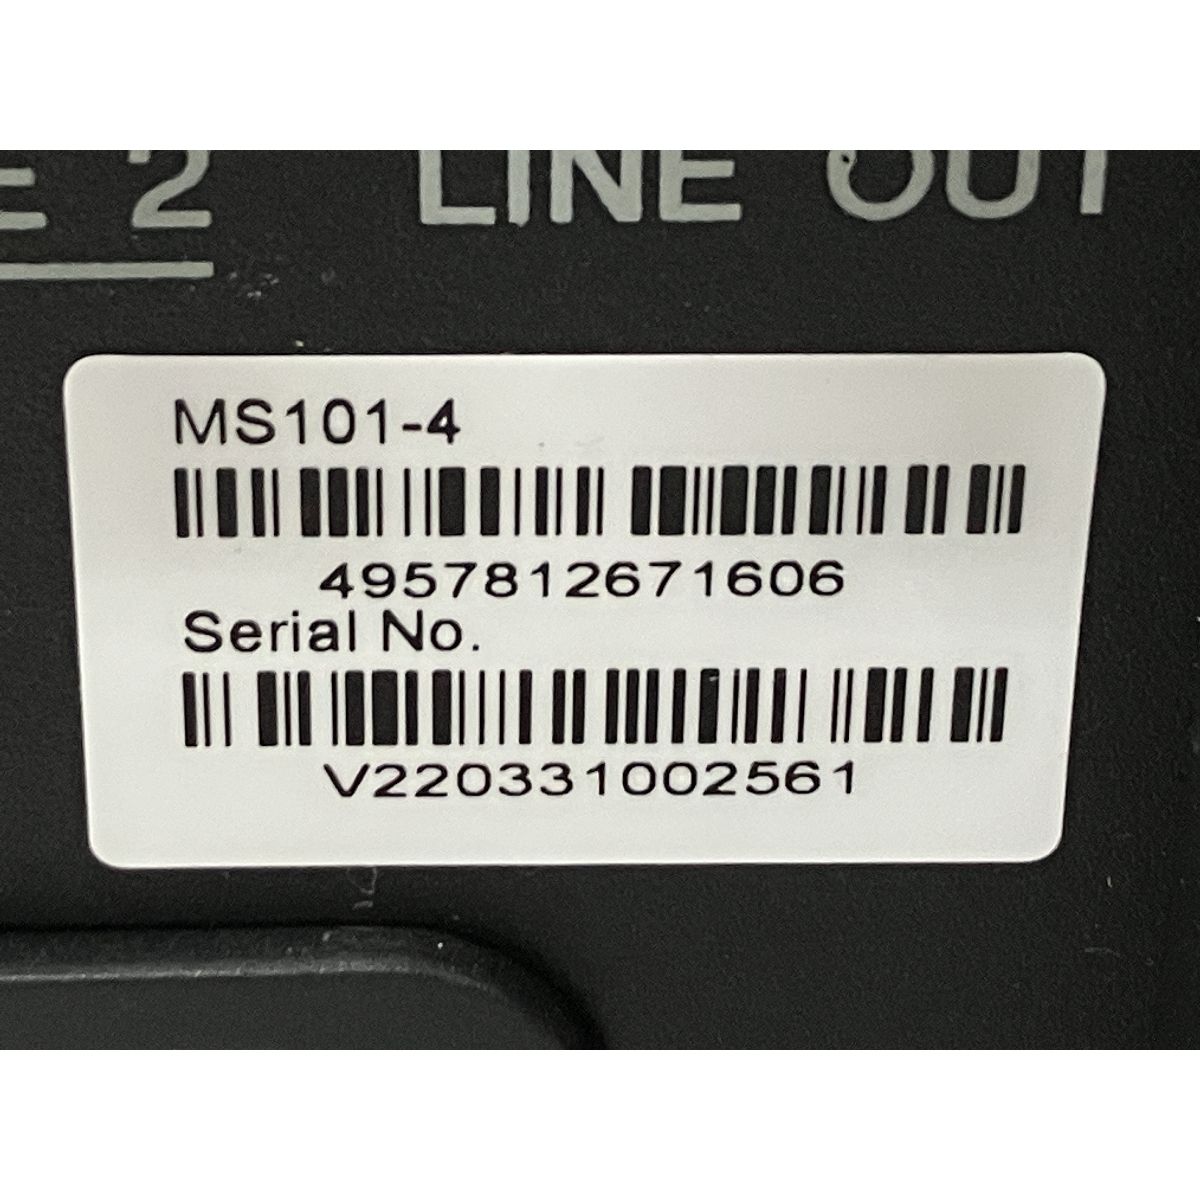 E 2 LINE OUT
MS101-4
4957812671606
Serial No.
V220331002561